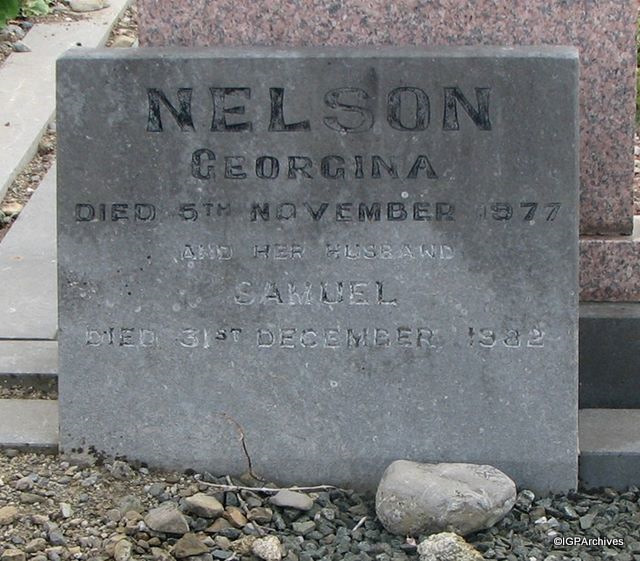 NELSON
GEORGINA
DIED 5TH NOVEMBER 1977
AND HER HUSBAND
SAMUEL
DIED 31ST DECEMBER 1982
©IGPArchives